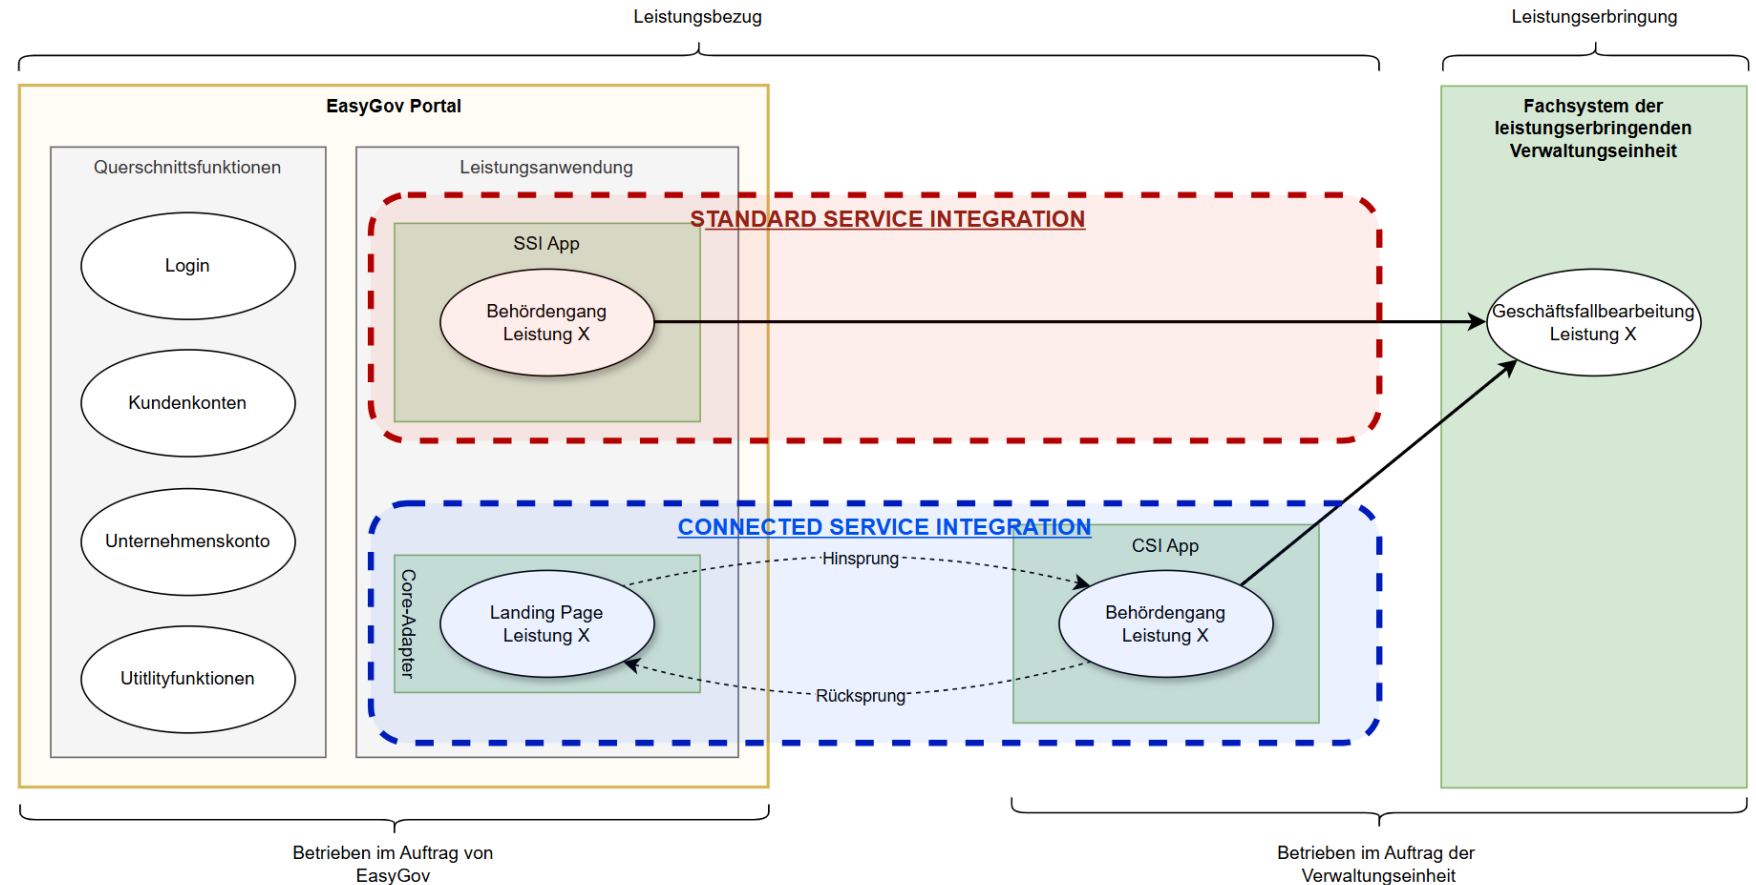 Leistungsbezug
Leistungserbringung
EasyGov Portal
Fachsystem der
leistungserbringenden
Verwaltungseinheit
Querschnittsfunktionen
Leistungsanwendung
STANDARD SERVICE INTEGRATION
SSI App
Login
Behördengang
Leistung X
Geschäftsfallbearbeitung
Leistung X
Kundenkonten
CONNECTED SERVICE INTEGRATION
Unternehmenskonto
CSI App
Hinsprung
Core-Adapter
Landing Page
Leistung X
Behördengang
Leistung X
Utitlityfunktionen
Rücksprung
Betrieben im Auftrag von
EasyGov
Betrieben im Auftrag der
Verwaltungseinheit